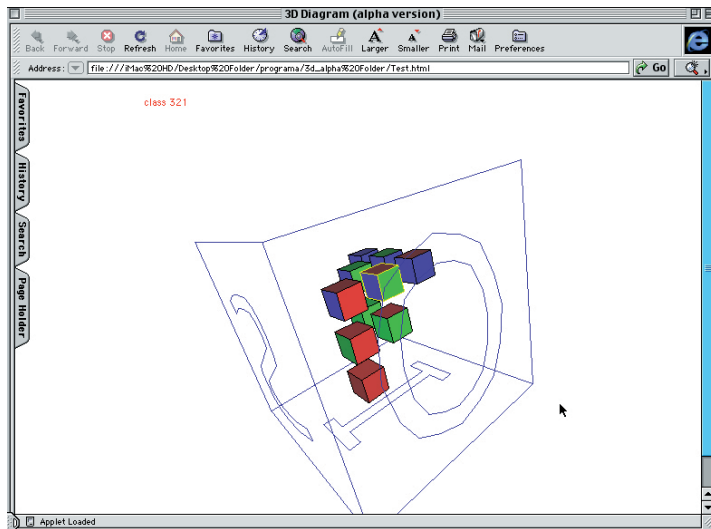 3D Diagram (alpha version)
Back Forward Stop Refresh Home Favorites History Search AutoFill Larger Smaller Print Mail Preferences
Address: file:///iMac%20HD/Desktop%20Folder/programa/3d_alpha%20Folder/Test.html Go
class 321
Favorites
History
Search
Page Holder
I
Applet Loaded